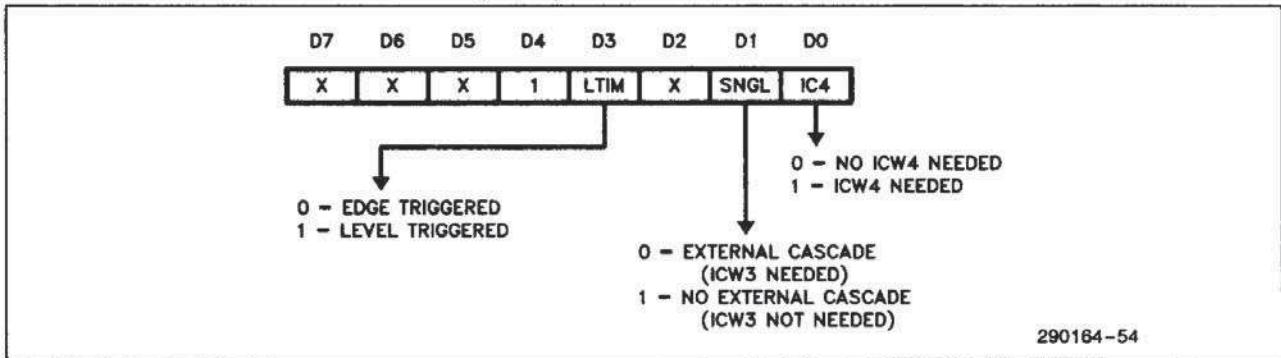 D7 D6 D5 D4 D3 D2 D1 D0
X X X 1 LTIM X SNGL IC4
0 – NO ICW4 NEEDED
1 – ICW4 NEEDED
0 – EDGE TRIGGERED
1 – LEVEL TRIGGERED
0 – EXTERNAL CASCADE
(ICW3 NEEDED)
1 – NO EXTERNAL CASCADE
(ICW3 NOT NEEDED)
290164-54